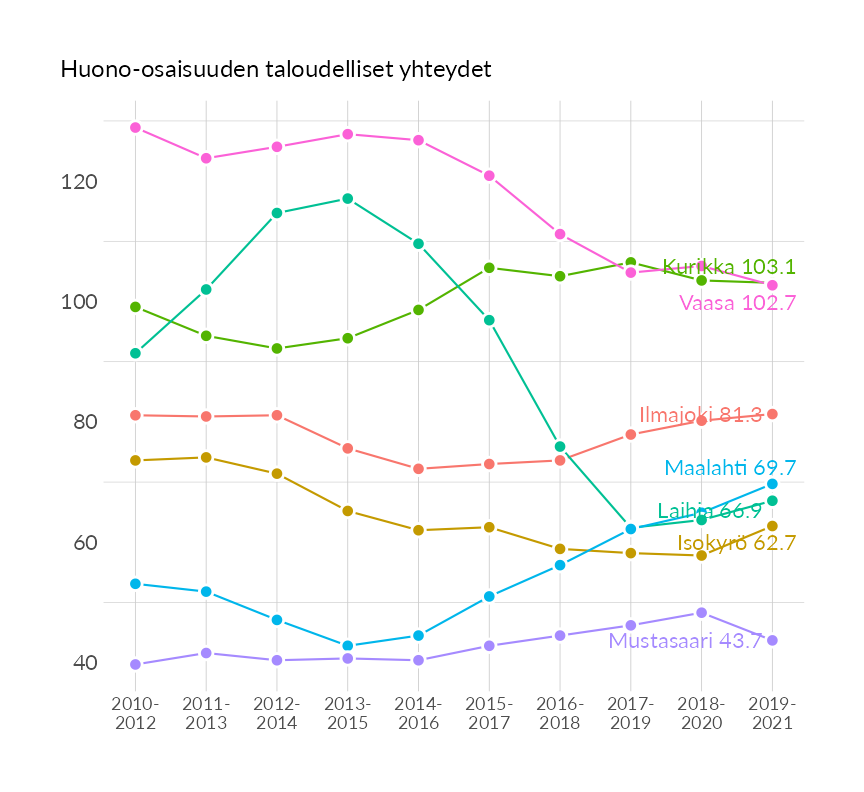 Huono-osaisuuden taloudelliset yhteydet
120
100
80
60
40
Kurikka 103.1
Vaasa 102.7
Ilmajoki 81.3
Maalahti 69.7
Laihia 66.9
Isokyrö 62.7
Mustasaari 43.7
2010- 2011- 2012- 2013- 2014- 2015- 2016- 2017- 2018- 2019-
2012 2013 2014 2015 2016 2017 2018 2019 2020 2021